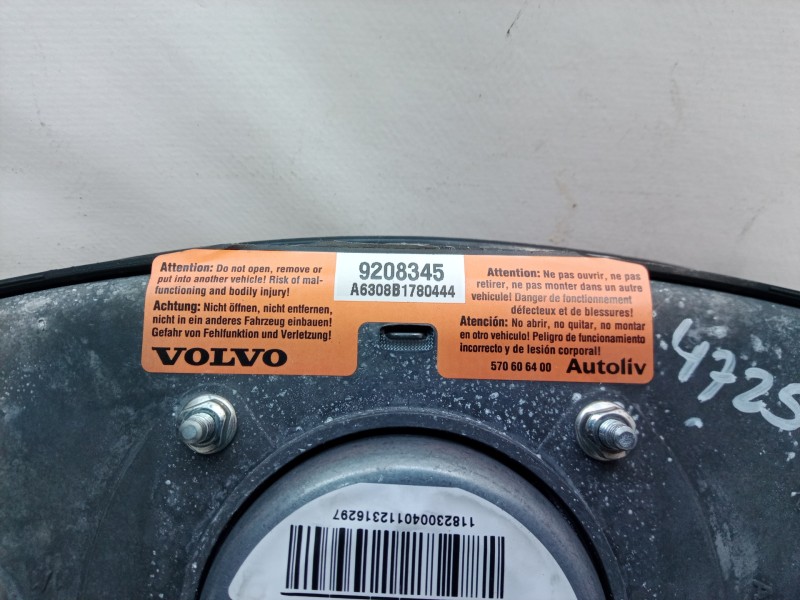 Attention: Do not open, remove or
put into another vehicle! Risk of mal-
functioning and bodily injury!
Achtung: Nicht öffnen, nicht entfernen,
nicht in ein anderes Fahrzeug einbauen!
Gefahr von Fehlfunktion und Verletzung!
VOLVO
9208345
A6308B1780444
Attention: Ne pas ouvrir, ne pas
retirer, ne pas monter dans un autre
vehicule! Danger de fonctionnement
défecteux et de blessures!
Atención: No abrir, no quitar, no montar
en otro vehiculo! Peligro de funcionamiento
incorrecto y de lesión corporal!
570 60 64 00 Autoliv
4725
1182300040112316297